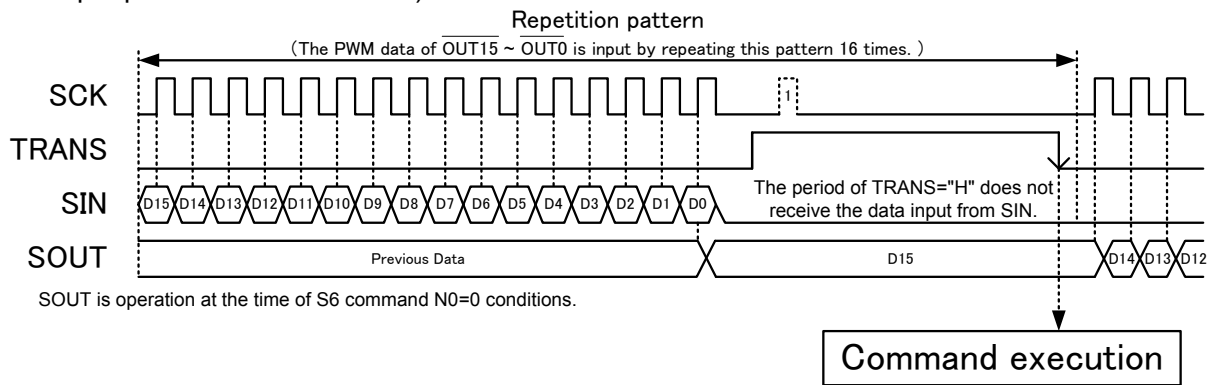 Repetition pattern
(The PWM data of OUT15 ~ OUT0 is input by repeating this pattern 16 times. )
SCK
1
TRANS
SIN
D15 D14 D13 D12 D11 D10 D9 D8 D7 D6 D5 D4 D3 D2 D1 D0
The period of TRANS="H" does not
receive the data input from SIN.
SOUT
Previous Data
D15
D14 D13 D12
SOUT is operation at the time of S6 command N0=0 conditions.
Command execution